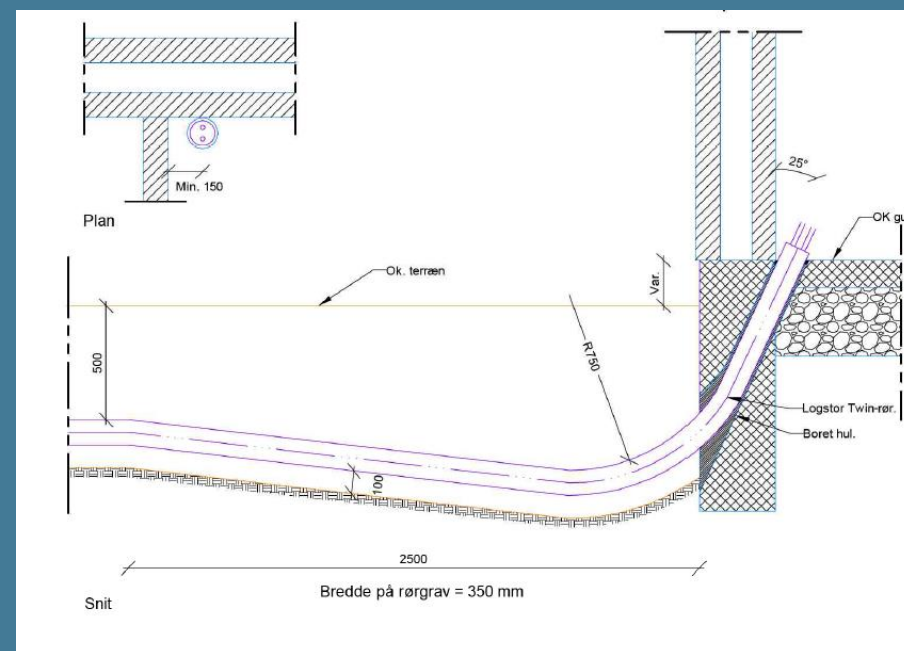 Min. 150
Plan
25°
OK gu
Ok. terræn
Var.
500
R750
Logstor Twin-rør.
Boret hul.
100
2500
Bredde på rørgrav = 350 mm
Snit